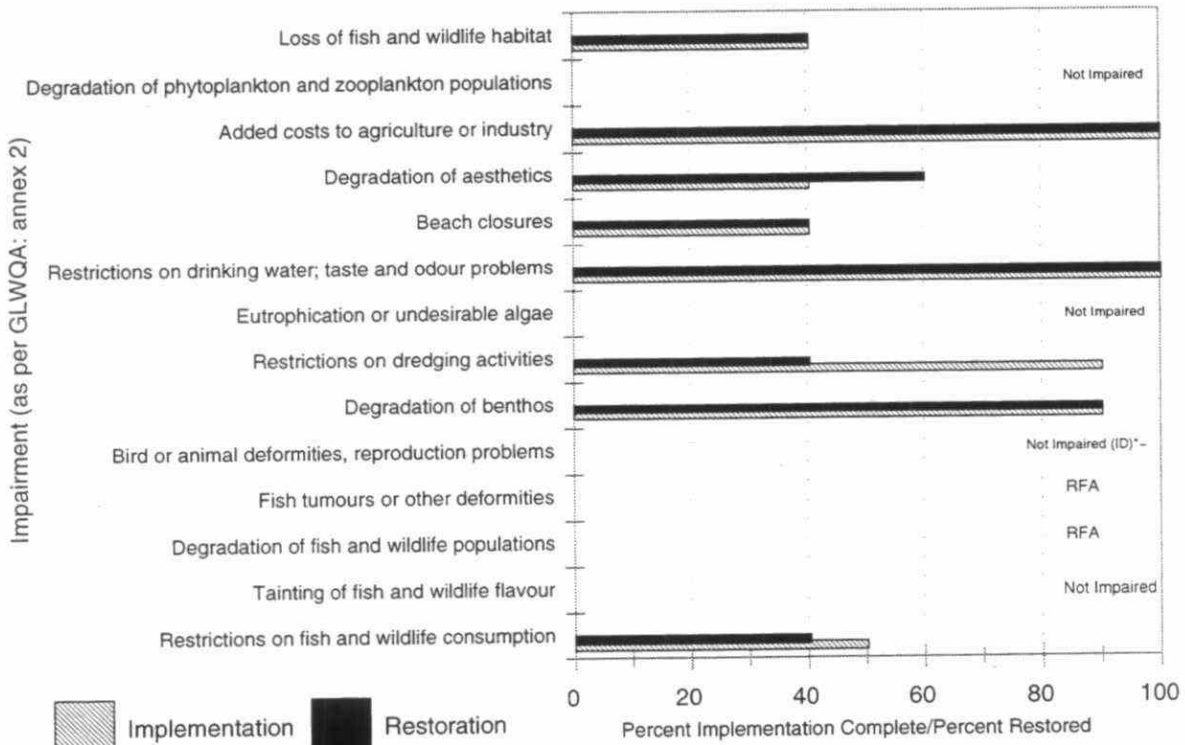 Impairment (as per GLWQA: annex 2)
Loss of fish and wildlife habitat
Degradation of phytoplankton and zooplankton populations
Not Impaired
Added costs to agriculture or industry
Degradation of aesthetics
Beach closures
Restrictions on drinking water; taste and odour problems
Eutrophication or undesirable algae
Not Impaired
Restrictions on dredging activities
Degradation of benthos
Bird or animal deformities, reproduction problems
Not Impaired (ID)*–
Fish tumours or other deformities
RFA
Degradation of fish and wildlife populations
RFA
Tainting of fish and wildlife flavour
Not Impaired
Restrictions on fish and wildlife consumption
0 20 40 60 80 100
Percent Implementation Complete/Percent Restored
Implementation
Restoration